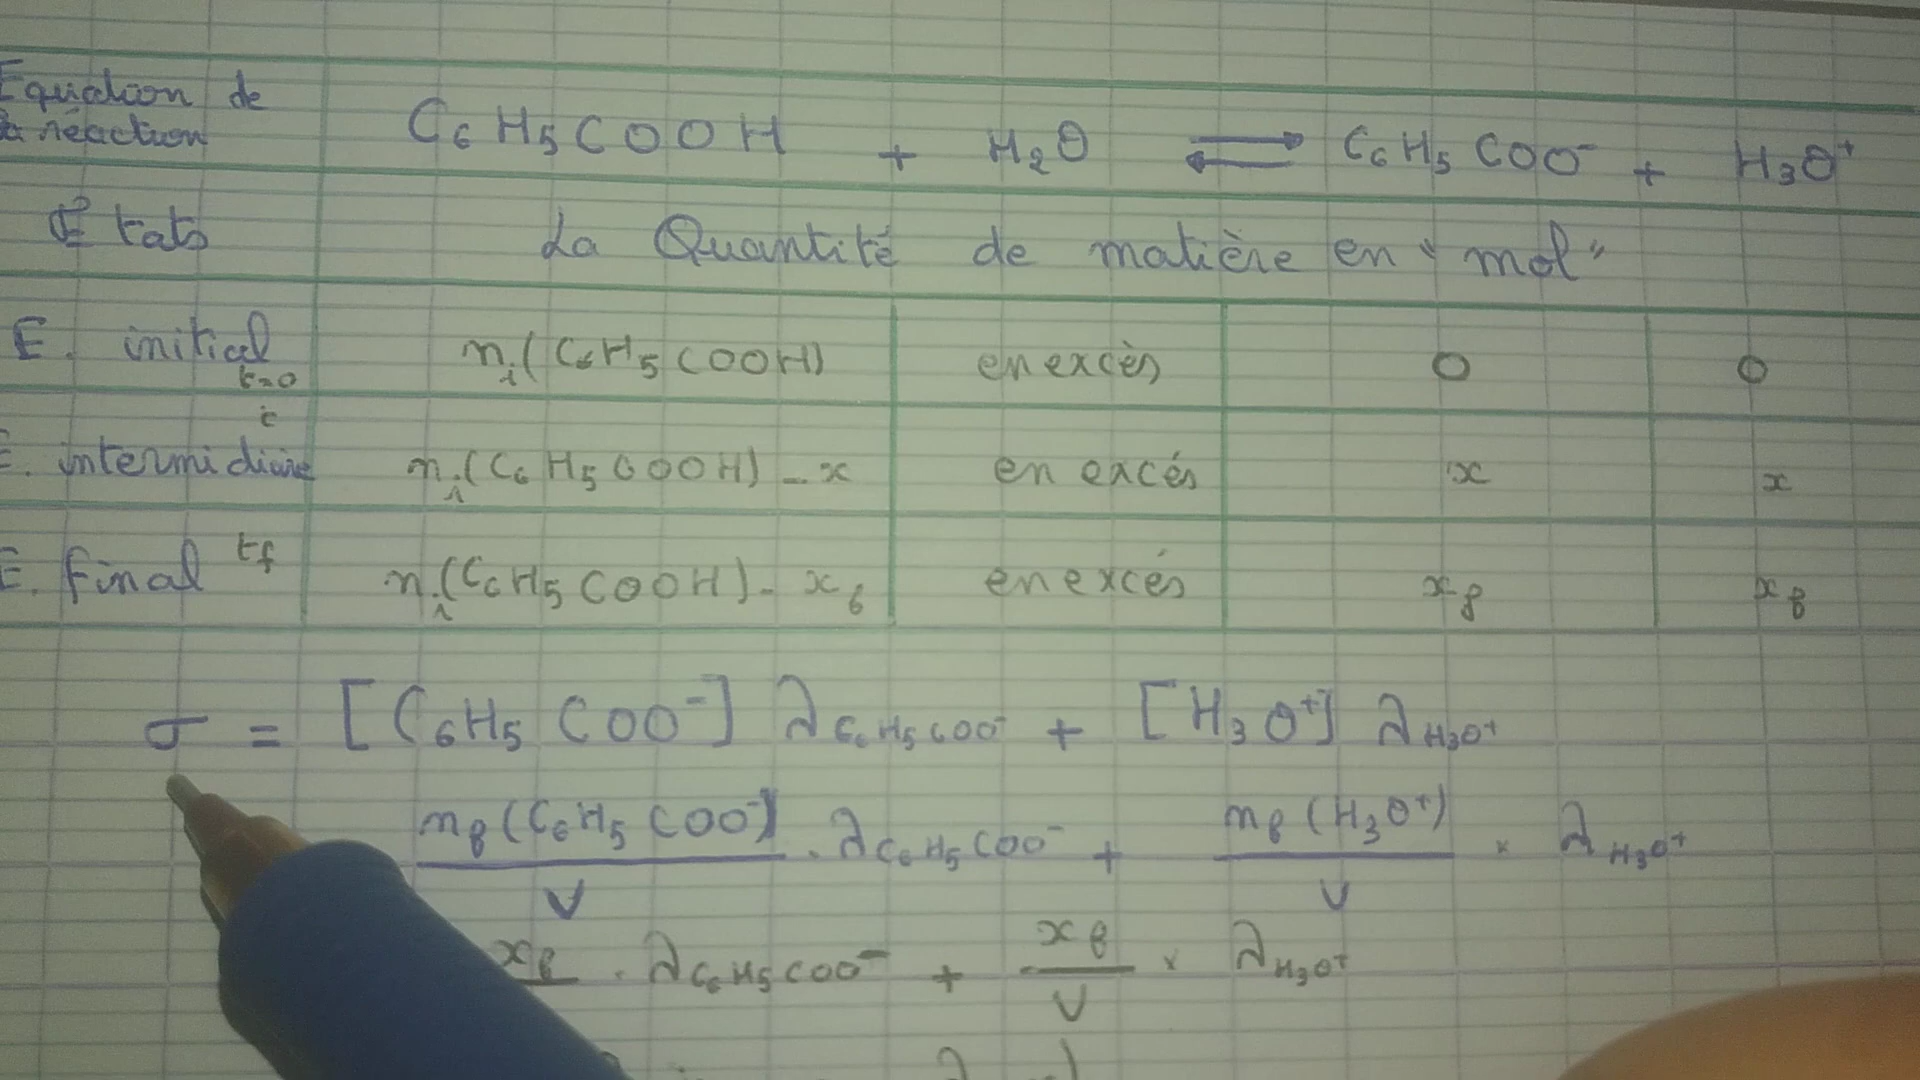 Equation de
la réaction
C6H5COOH + H2O ⇌ C6H5COO⁻ + H3O⁺
États La Quantité de matière en "mol"
E. initial t=0 ni(C6H5COOH) en excès 0 0
E. intermidiaire ni(C6H5COOH) - x en excés x x
E. Final tf ni(C6H5COOH) - xf en excés xf xf
σ = [C6H5COO⁻] λC6H5COO⁻ + [H3O⁺] λH3O⁺
nf(C6H5COO⁻)/V . λC6H5COO⁻ + nf(H3O⁺)/V × λH3O⁺
xf . λC6H5COO⁻ + xf/V × λH3O⁺